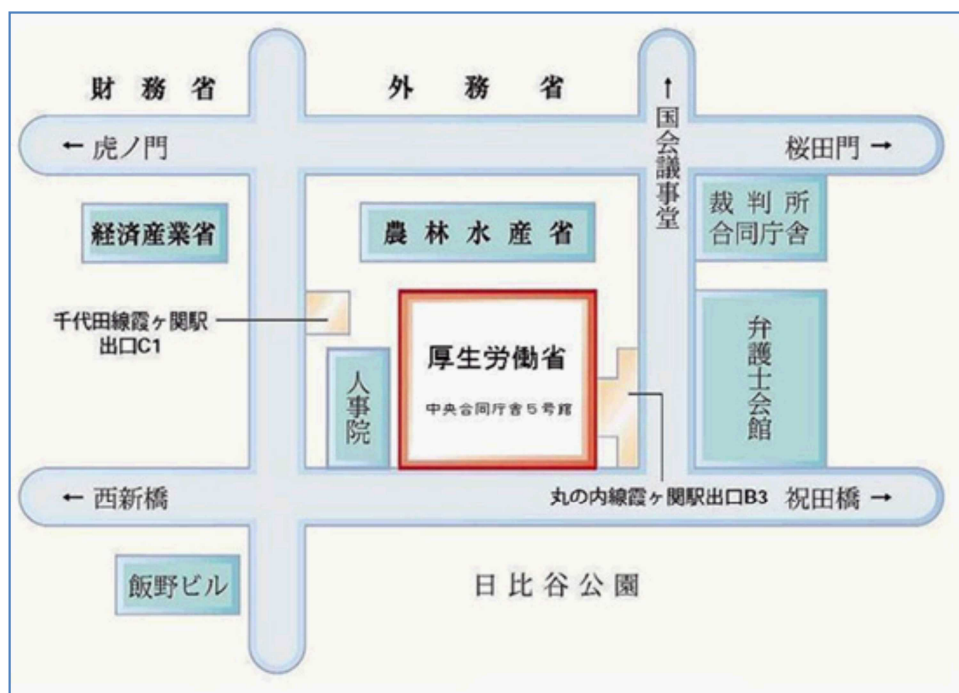 財務省
外務省
↑国会議事堂
← 虎ノ門
桜田門 →
経済産業省
農林水産省
裁判所
合同庁舎
千代田線霞ヶ関駅
出口C1
厚生労働省
中央合同庁舎5号館
人事院
弁護士会館
← 西新橋
丸の内線霞ヶ関駅出口B3
祝田橋 →
飯野ビル
日比谷公園